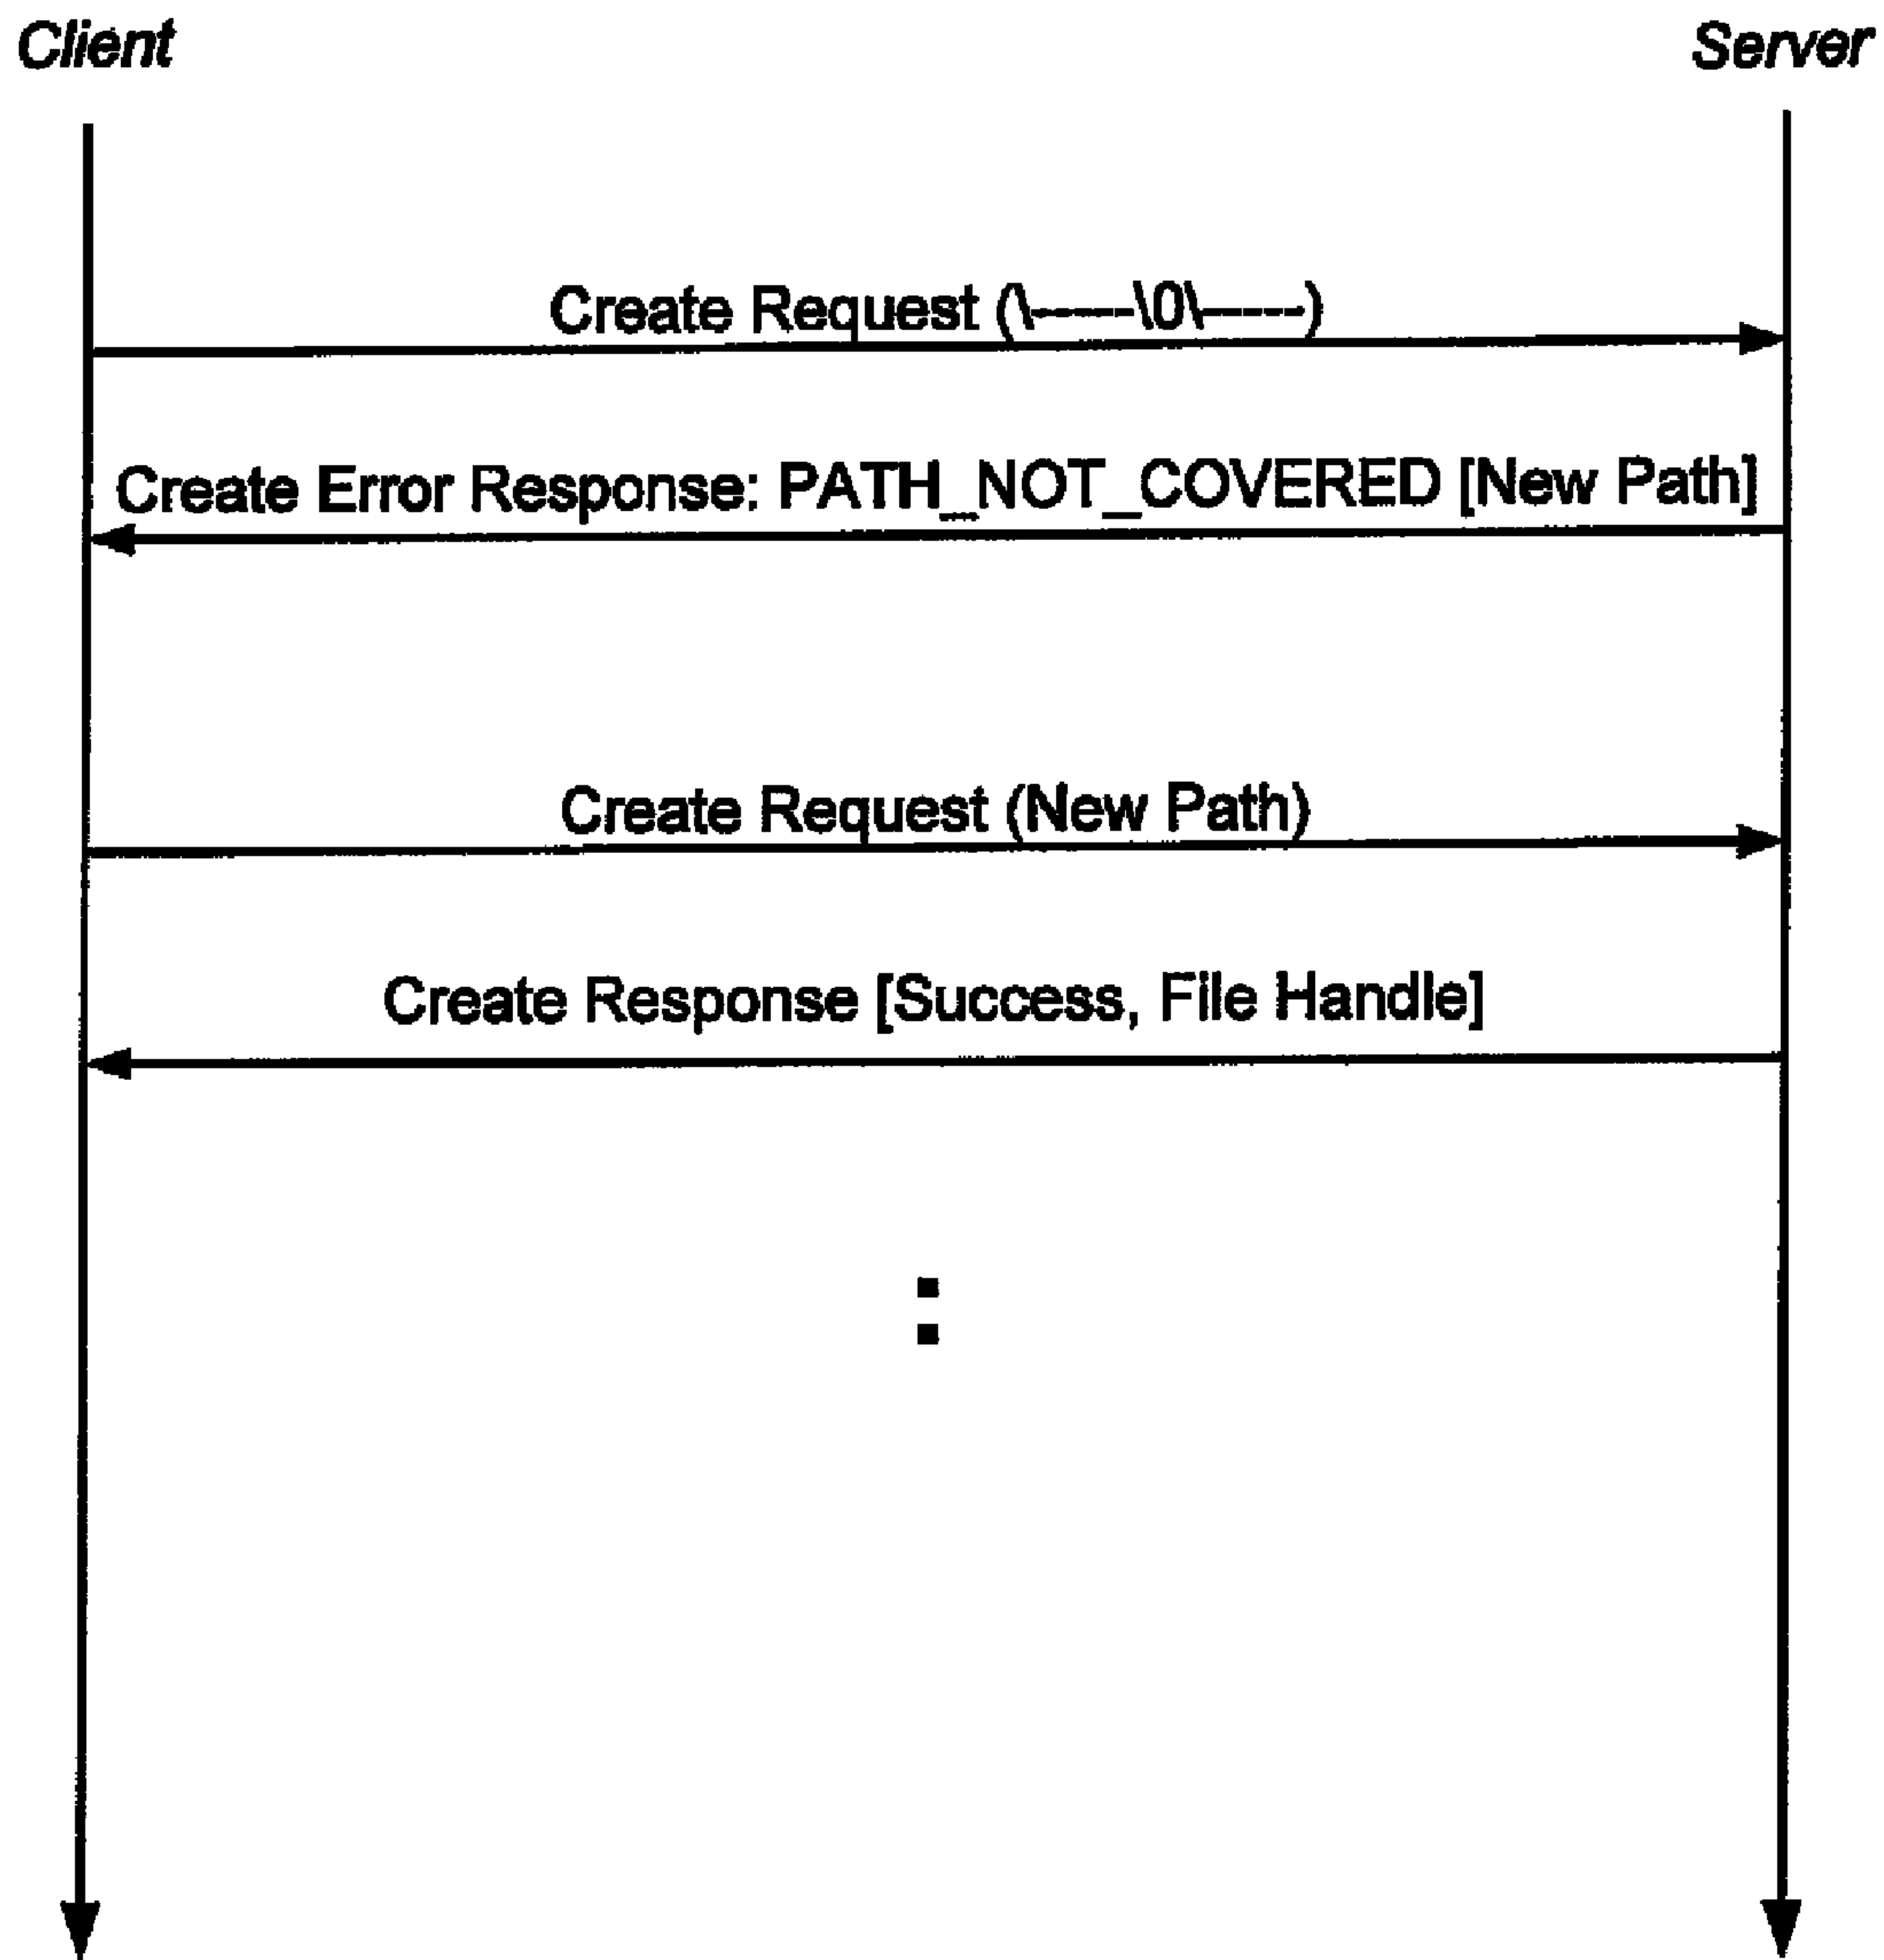 Client
Server
Create Request (\-----\0\-----)
Create Error Response: PATH_NOT_COVERED [New Path]
Create Request (New Path)
Create Response [Success, File Handle]
: